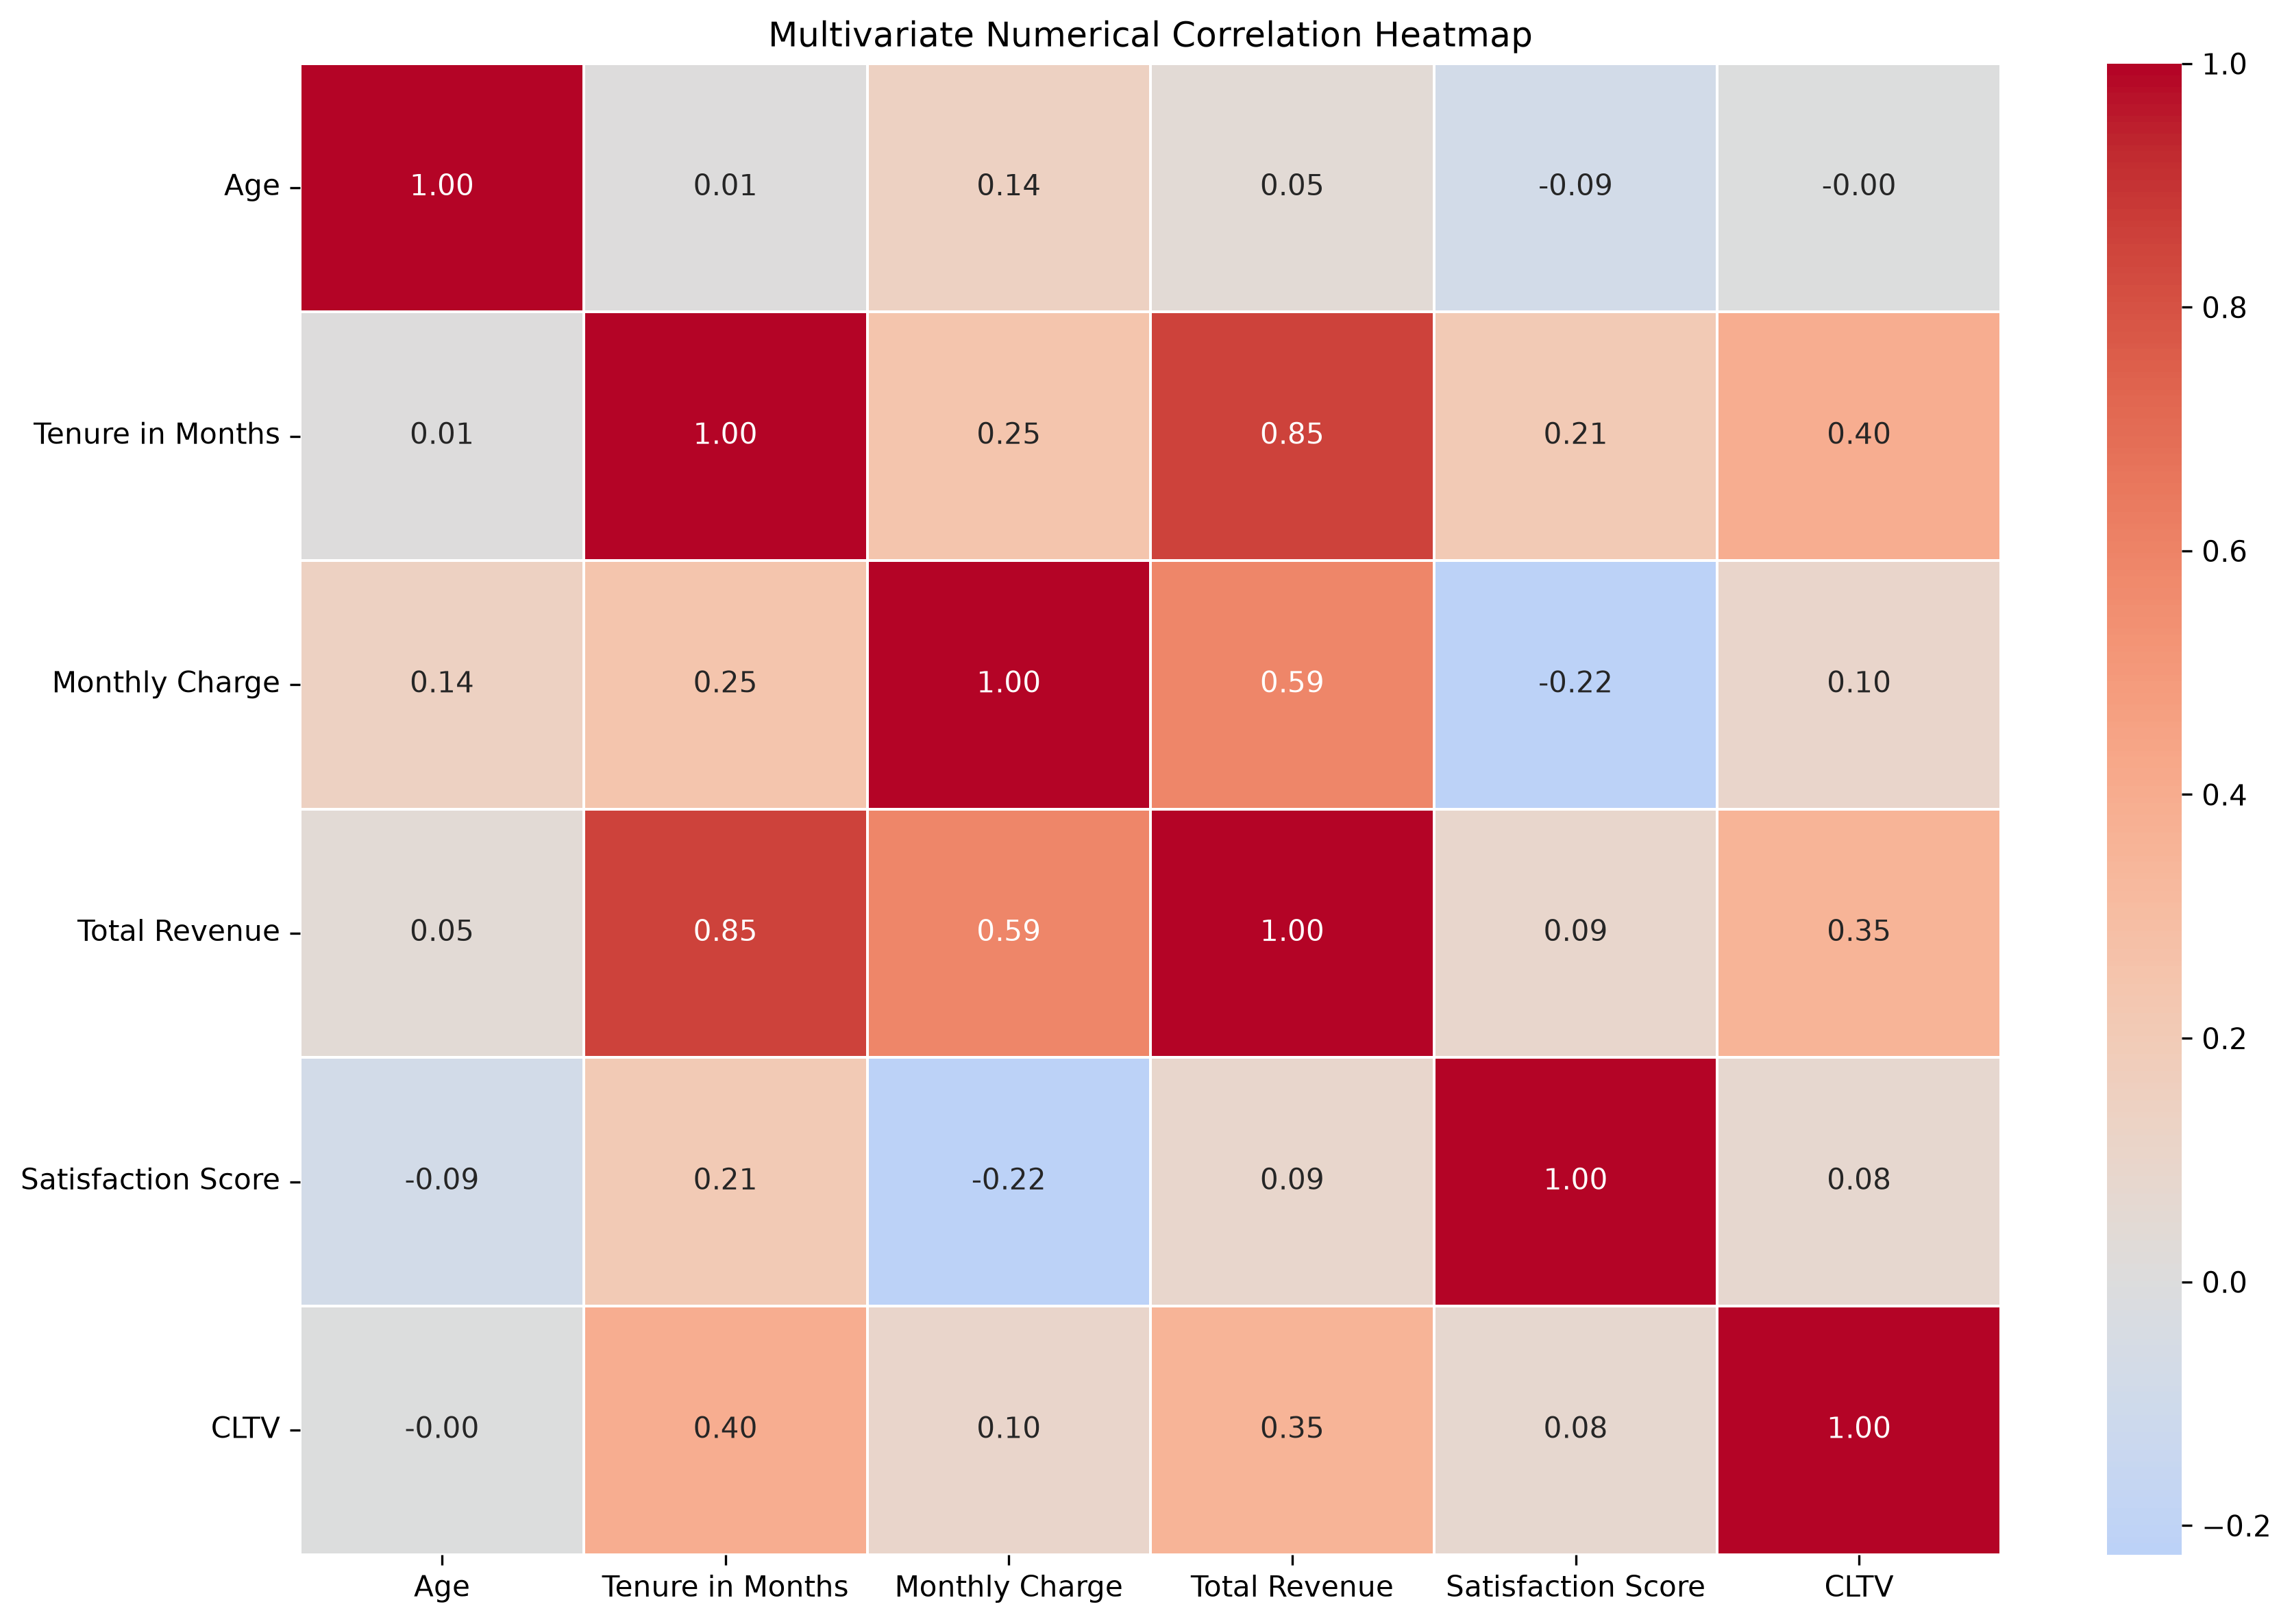 Multivariate Numerical Correlation Heatmap
Age 1.00 0.01 0.14 0.05 -0.09 -0.00
Tenure in Months 0.01 1.00 0.25 0.85 0.21 0.40
Monthly Charge 0.14 0.25 1.00 0.59 -0.22 0.10
Total Revenue 0.05 0.85 0.59 1.00 0.09 0.35
Satisfaction Score -0.09 0.21 -0.22 0.09 1.00 0.08
CLTV -0.00 0.40 0.10 0.35 0.08 1.00
Age Tenure in Months Monthly Charge Total Revenue Satisfaction Score CLTV
1.0
0.8
0.6
0.4
0.2
0.0
−0.2